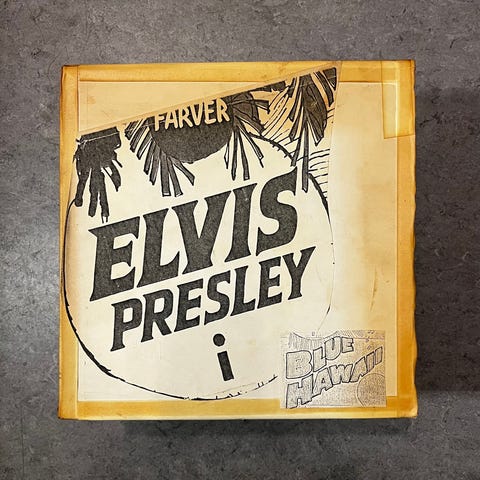 FARVER
ELVIS
PRESLEY
i
BLUE
HAWAII